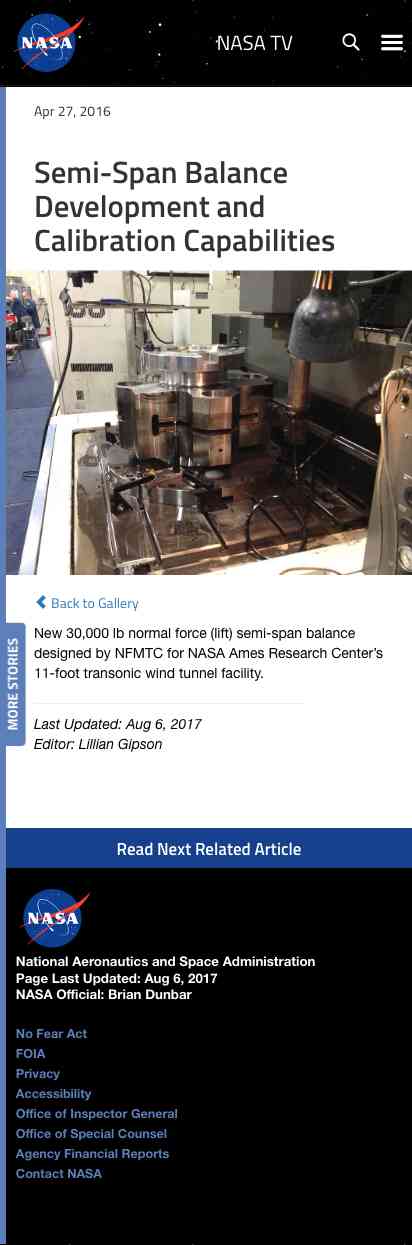 NASA
NASA TV
Apr 27, 2016
Semi-Span Balance
Development and
Calibration Capabilities
Back to Gallery
New 30,000 lb normal force (lift) semi-span balance
designed by NFMTC for NASA Ames Research Center’s
11-foot transonic wind tunnel facility.
MORE STORIES
Last Updated: Aug 6, 2017
Editor: Lillian Gipson
Read Next Related Article
NASA
National Aeronautics and Space Administration
Page Last Updated: Aug 6, 2017
NASA Official: Brian Dunbar
No Fear Act
FOIA
Privacy
Accessibility
Office of Inspector General
Office of Special Counsel
Agency Financial Reports
Contact NASA